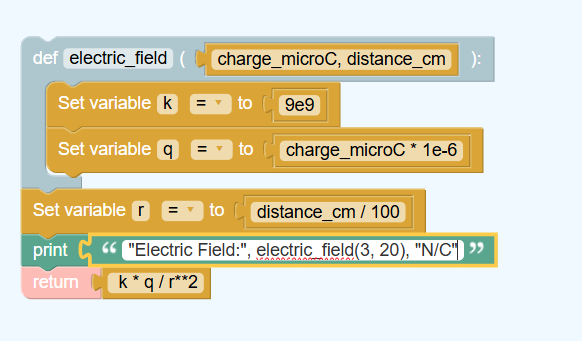 def electric_field ( charge_microC, distance_cm ):
Set variable k = to 9e9
Set variable q = to charge_microC * 1e-6
Set variable r = to distance_cm / 100
print “ "Electric Field:", electric_field(3, 20), "N/C" ”
return k * q / r**2